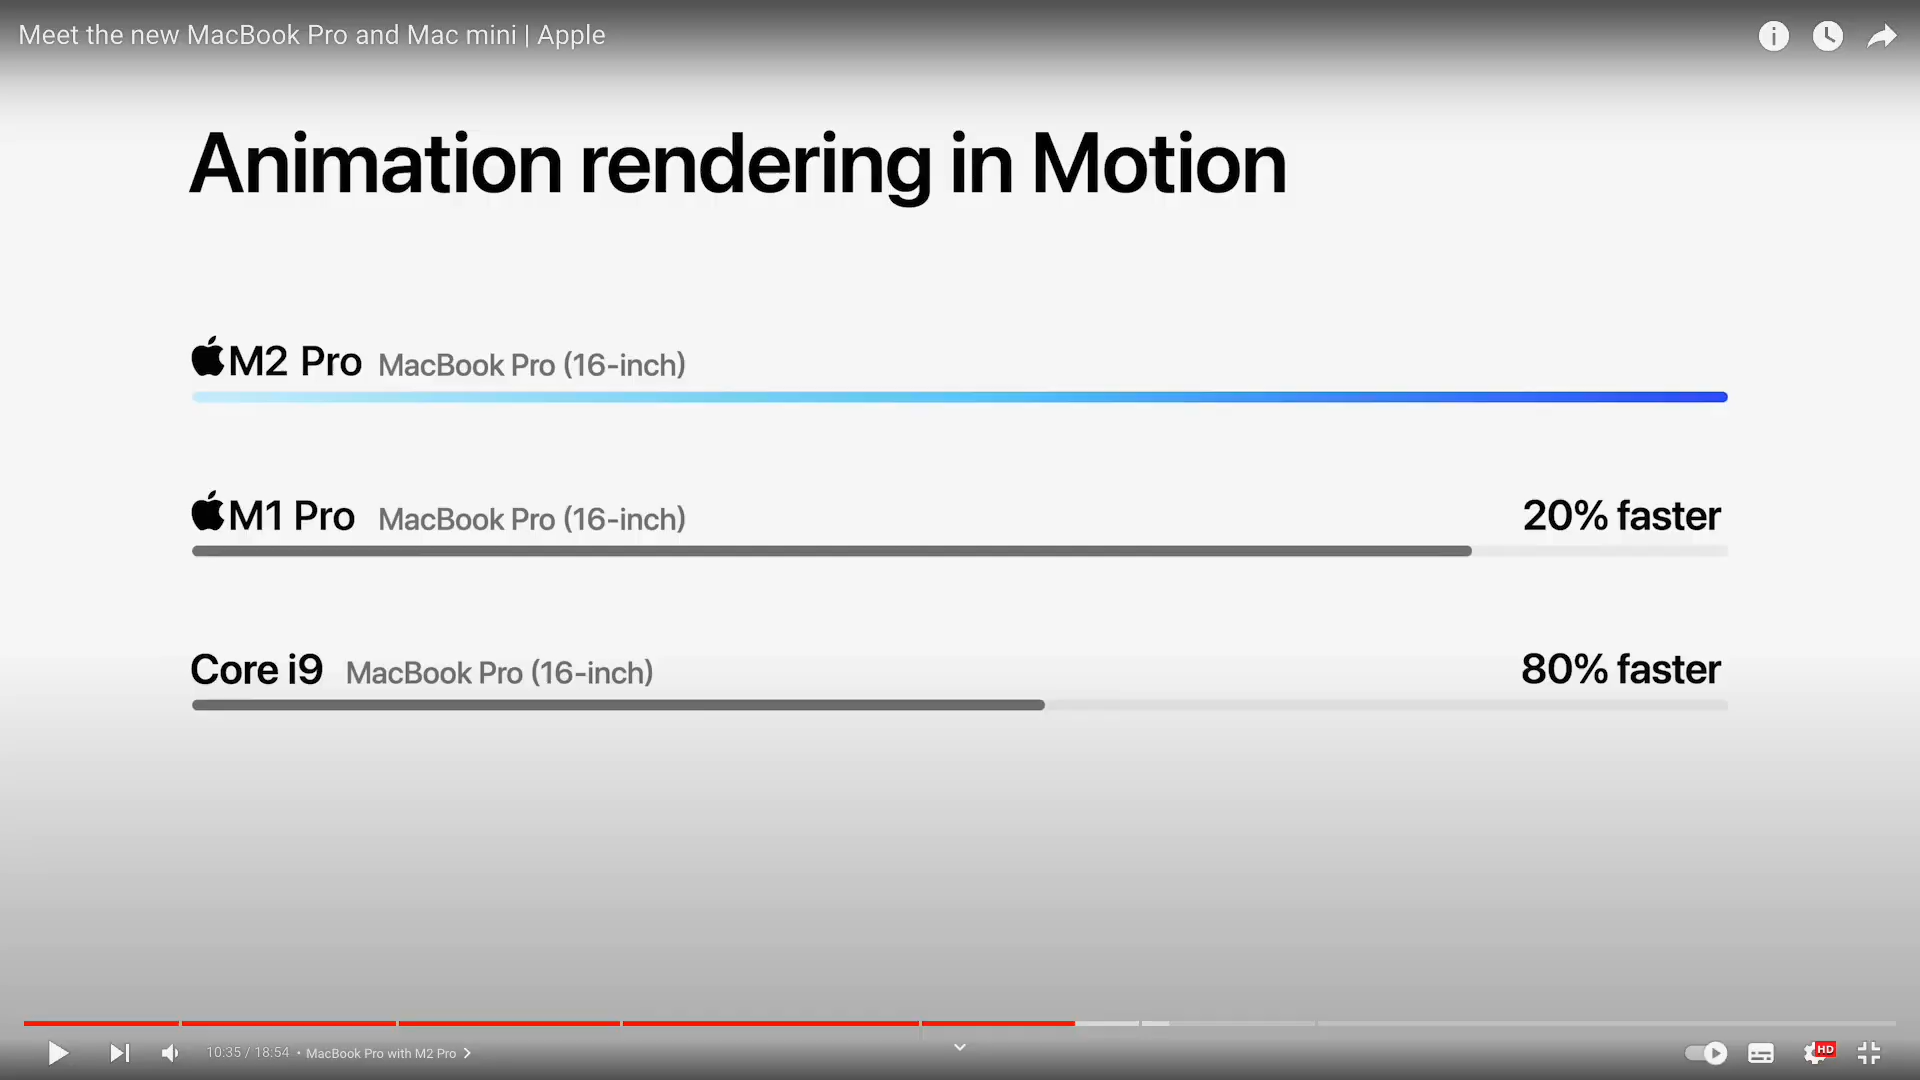 Meet the new MacBook Pro and Mac mini | Apple
Animation rendering in Motion
M2 Pro MacBook Pro (16-inch)
M1 Pro MacBook Pro (16-inch) 20% faster
Core i9 MacBook Pro (16-inch) 80% faster
10:35 / 18:54 • MacBook Pro with M2 Pro HD